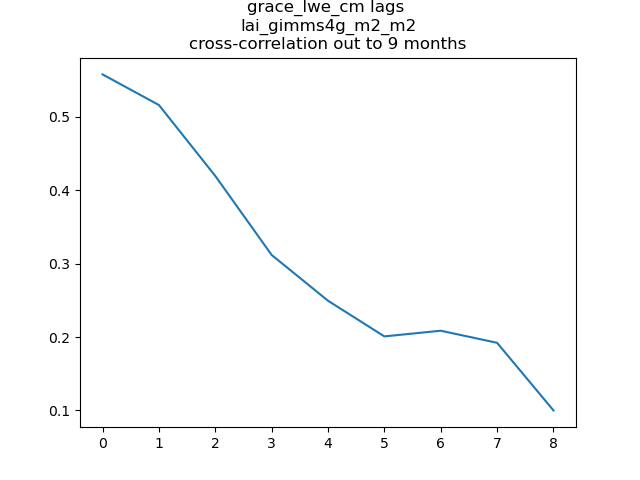 grace_lwe_cm lags
lai_gimms4g_m2_m2
cross-correlation out to 9 months
0.5
0.4
0.3
0.2
0.1
0 1 2 3 4 5 6 7 8